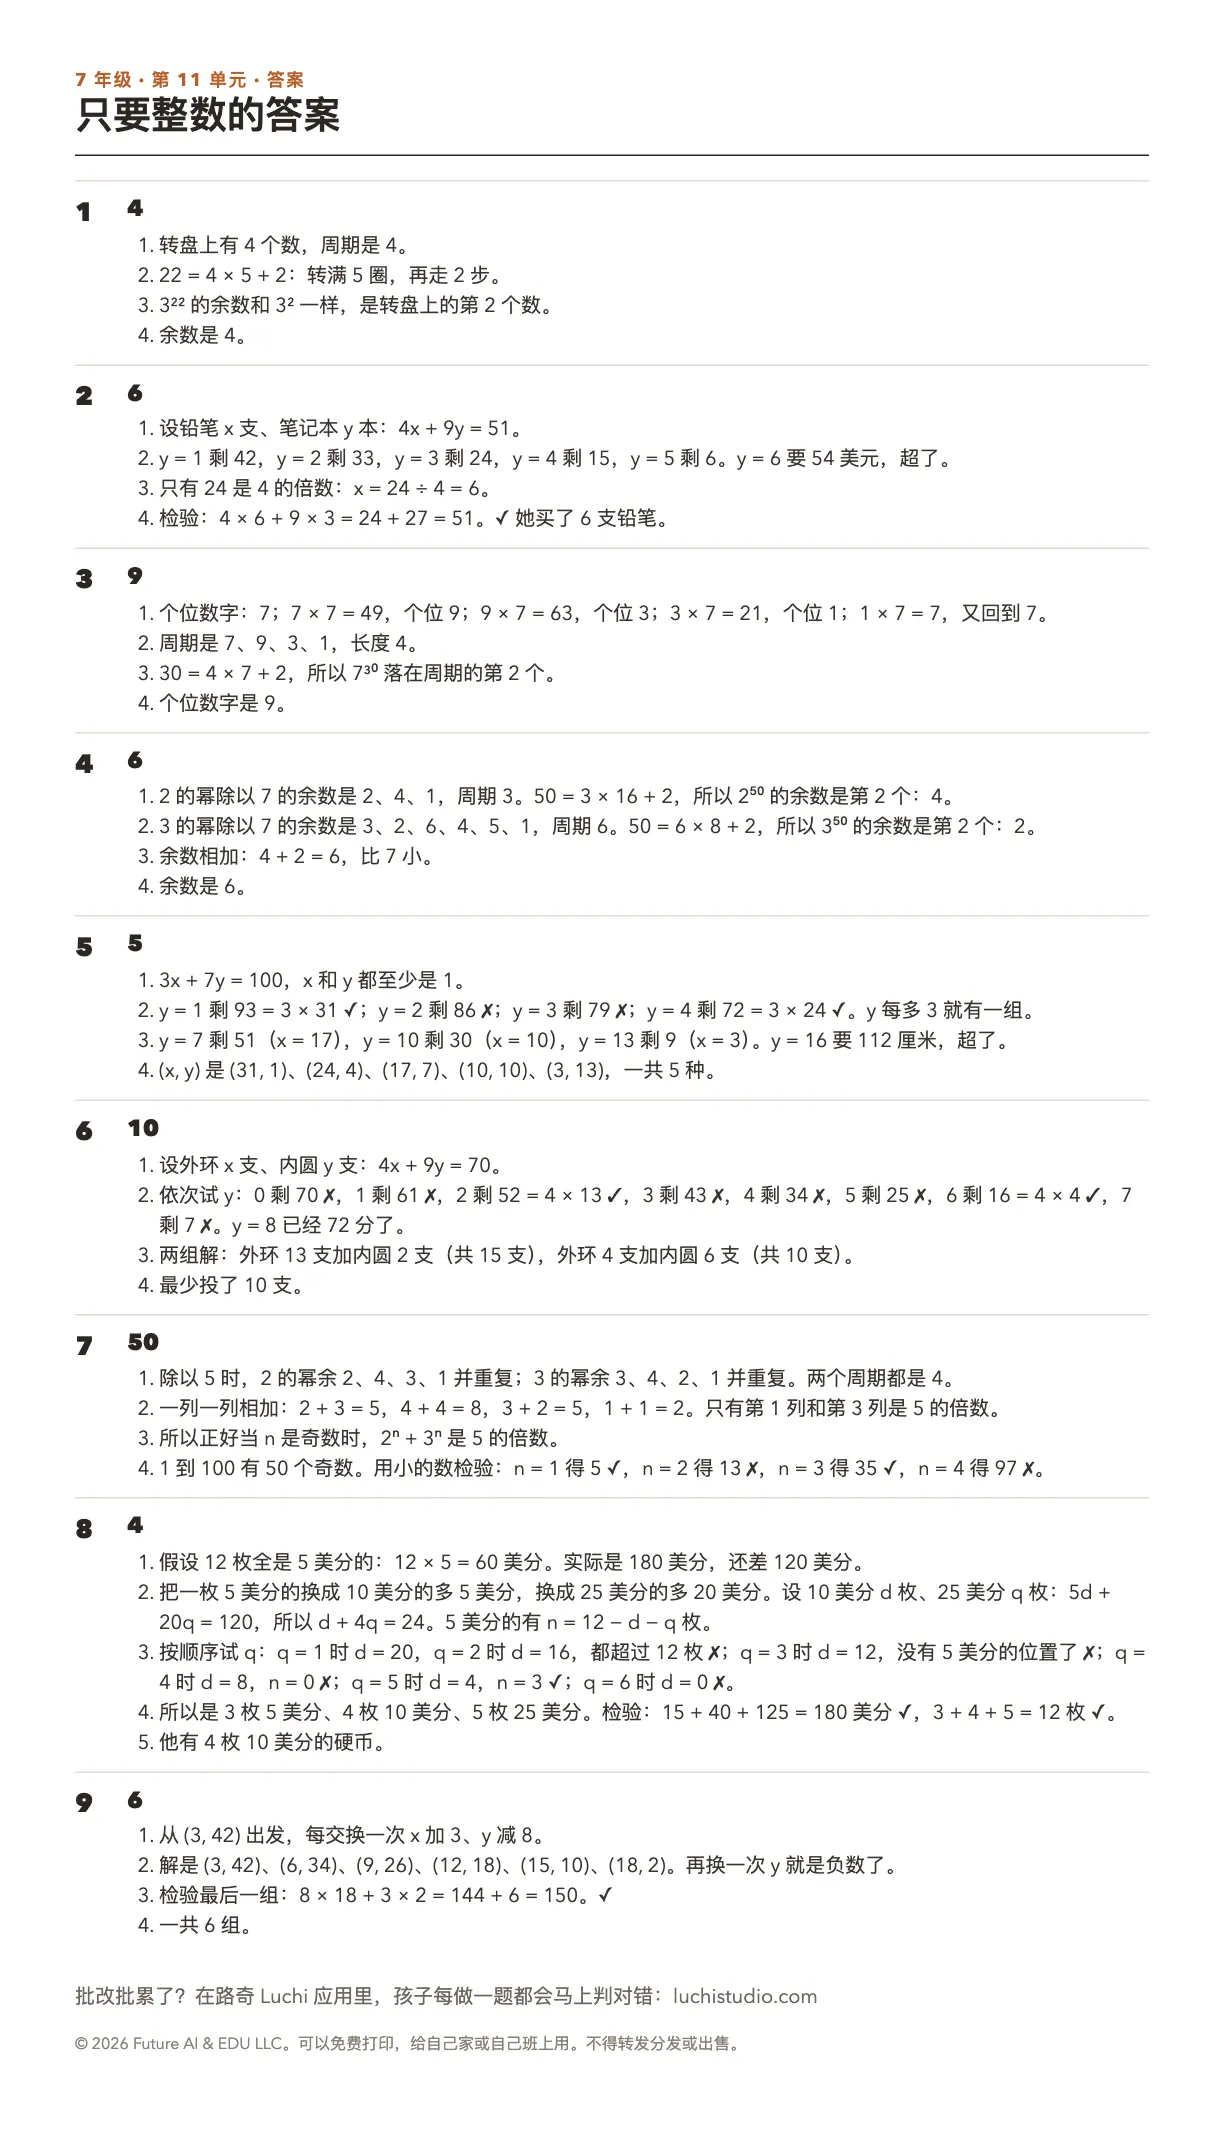 7 年级 · 第 11 单元 · 答案
只要整数的答案
1 4
1. 转盘上有 4 个数，周期是 4。
2. 22 = 4 × 5 + 2：转满 5 圈，再走 2 步。
3. 3²² 的余数和 3² 一样，是转盘上的第 2 个数。
4. 余数是 4。
2 6
1. 设铅笔 x 支、笔记本 y 本：4x + 9y = 51。
2. y = 1 剩 42，y = 2 剩 33，y = 3 剩 24，y = 4 剩 15，y = 5 剩 6。y = 6 要 54 美元，超了。
3. 只有 24 是 4 的倍数：x = 24 ÷ 4 = 6。
4. 检验：4 × 6 + 9 × 3 = 24 + 27 = 51。✓ 她买了 6 支铅笔。
3 9
1. 个位数字：7；7 × 7 = 49，个位 9；9 × 7 = 63，个位 3；3 × 7 = 21，个位 1；1 × 7 = 7，又回到 7。
2. 周期是 7、9、3、1，长度 4。
3. 30 = 4 × 7 + 2，所以 7³⁰ 落在周期的第 2 个。
4. 个位数字是 9。
4 6
1. 2 的幂除以 7 的余数是 2、4、1，周期 3。50 = 3 × 16 + 2，所以 2⁵⁰ 的余数是第 2 个：4。
2. 3 的幂除以 7 的余数是 3、2、6、4、5、1，周期 6。50 = 6 × 8 + 2，所以 3⁵⁰ 的余数是第 2 个：2。
3. 余数相加：4 + 2 = 6，比 7 小。
4. 余数是 6。
5 5
1. 3x + 7y = 100，x 和 y 都至少是 1。
2. y = 1 剩 93 = 3 × 31 ✓；y = 2 剩 86 ✗；y = 3 剩 79 ✗；y = 4 剩 72 = 3 × 24 ✓。y 每多 3 就有一组。
3. y = 7 剩 51（x = 17），y = 10 剩 30（x = 10），y = 13 剩 9（x = 3）。y = 16 要 112 厘米，超了。
4. (x, y) 是 (31, 1)、(24, 4)、(17, 7)、(10, 10)、(3, 13)，一共 5 种。
6 10
1. 设外环 x 支、内圆 y 支：4x + 9y = 70。
2. 依次试 y：0 剩 70 ✗，1 剩 61 ✗，2 剩 52 = 4 × 13 ✓，3 剩 43 ✗，4 剩 34 ✗，5 剩 25 ✗，6 剩 16 = 4 × 4 ✓，7
剩 7 ✗。y = 8 已经 72 分了。
3. 两组解：外环 13 支加内圆 2 支（共 15 支），外环 4 支加内圆 6 支（共 10 支）。
4. 最少投了 10 支。
7 50
1. 除以 5 时，2 的幂余 2、4、3、1 并重复；3 的幂余 3、4、2、1 并重复。两个周期都是 4。
2. 一列一列相加：2 + 3 = 5，4 + 4 = 8，3 + 2 = 5，1 + 1 = 2。只有第 1 列和第 3 列是 5 的倍数。
3. 所以正好当 n 是奇数时，2ⁿ + 3ⁿ 是 5 的倍数。
4. 1 到 100 有 50 个奇数。用小的数检验：n = 1 得 5 ✓，n = 2 得 13 ✗，n = 3 得 35 ✓，n = 4 得 97 ✗。
8 4
1. 假设 12 枚全是 5 美分的：12 × 5 = 60 美分。实际是 180 美分，还差 120 美分。
2. 把一枚 5 美分的换成 10 美分的多 5 美分，换成 25 美分的多 20 美分。设 10 美分 d 枚、25 美分 q 枚：5d +
20q = 120，所以 d + 4q = 24。5 美分的有 n = 12 − d − q 枚。
3. 按顺序试 q：q = 1 时 d = 20，q = 2 时 d = 16，都超过 12 枚 ✗；q = 3 时 d = 12，没有 5 美分的位置了 ✗；q =
4 时 d = 8，n = 0 ✗；q = 5 时 d = 4，n = 3 ✓；q = 6 时 d = 0 ✗。
4. 所以是 3 枚 5 美分、4 枚 10 美分、5 枚 25 美分。检验：15 + 40 + 125 = 180 美分 ✓，3 + 4 + 5 = 12 枚 ✓。
5. 他有 4 枚 10 美分的硬币。
9 6
1. 从 (3, 42) 出发，每交换一次 x 加 3、y 减 8。
2. 解是 (3, 42)、(6, 34)、(9, 26)、(12, 18)、(15, 10)、(18, 2)。再换一次 y 就是负数了。
3. 检验最后一组：8 × 18 + 3 × 2 = 144 + 6 = 150。✓
4. 一共 6 组。
批改批累了？在路奇 Luchi 应用里，孩子每做一题都会马上判对错：luchistudio.com
© 2026 Future AI & EDU LLC。可以免费打印，给自己家或自己班上用。不得转发分发或出售。